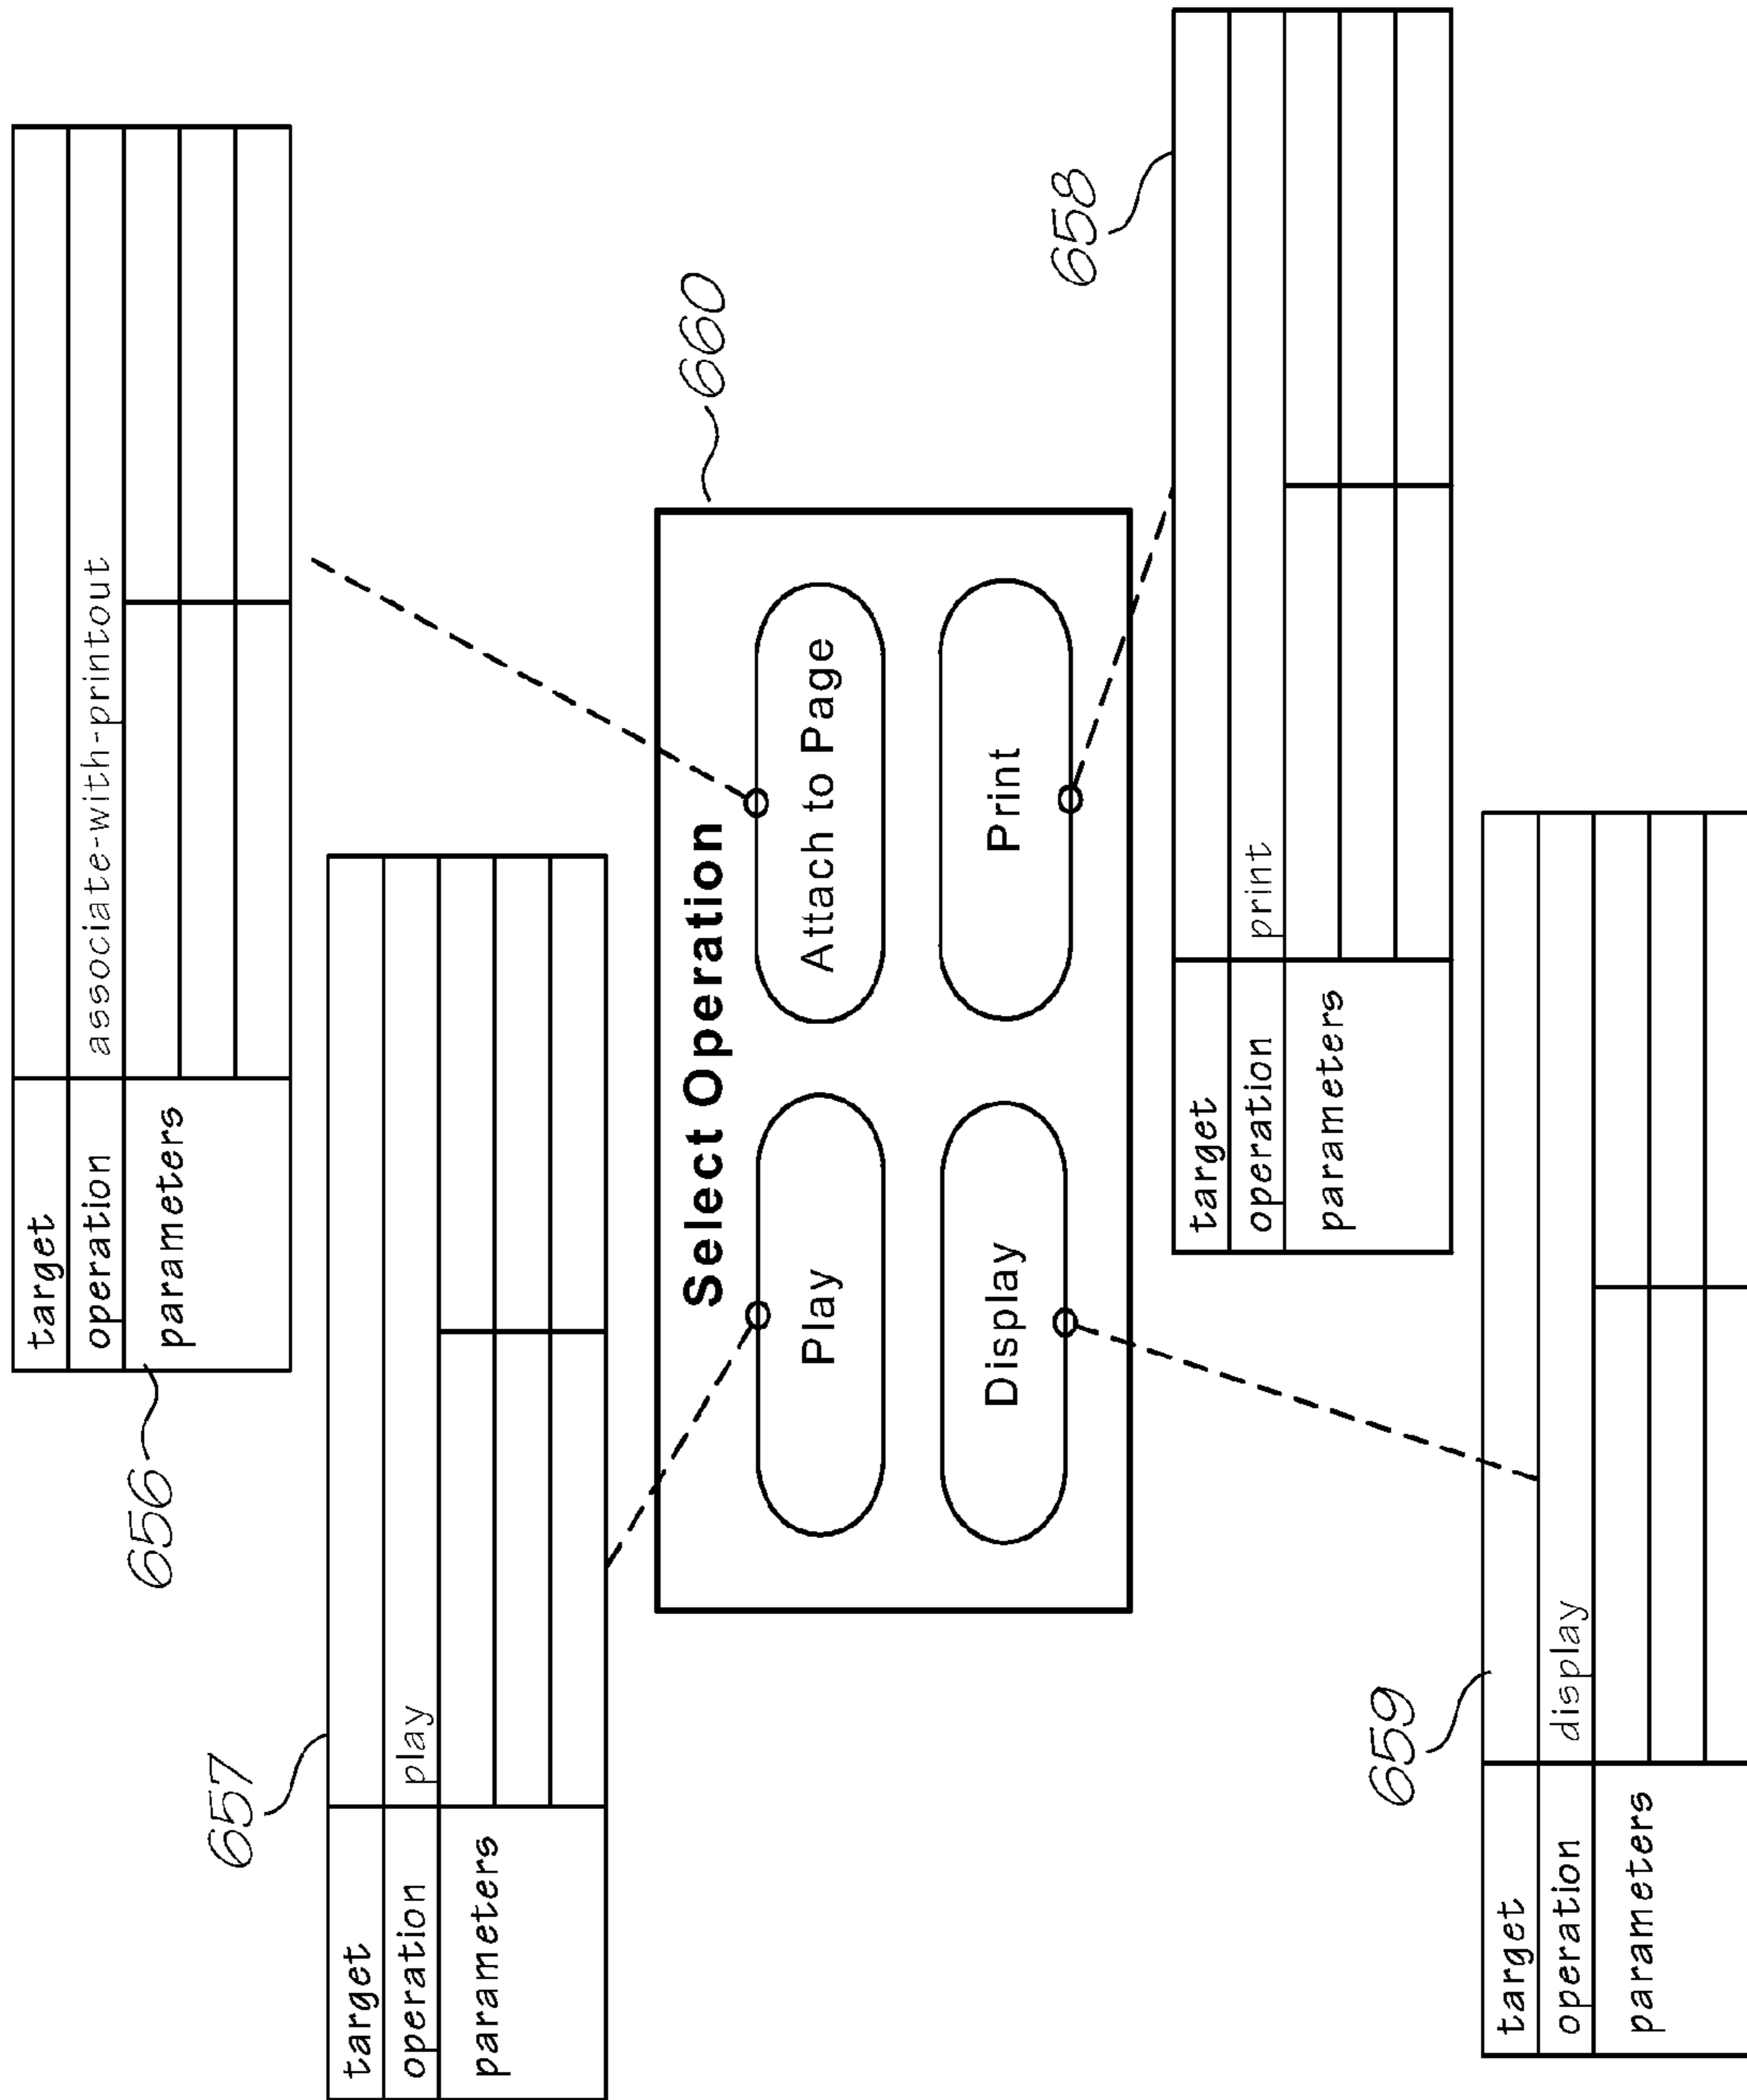 656
target
operation associate-with-printout
parameters
657
target
operation play
parameters
660
Select Operation
Play Attach to Page
Display Print
658
target
operation print
parameters
659
target
operation display
parameters